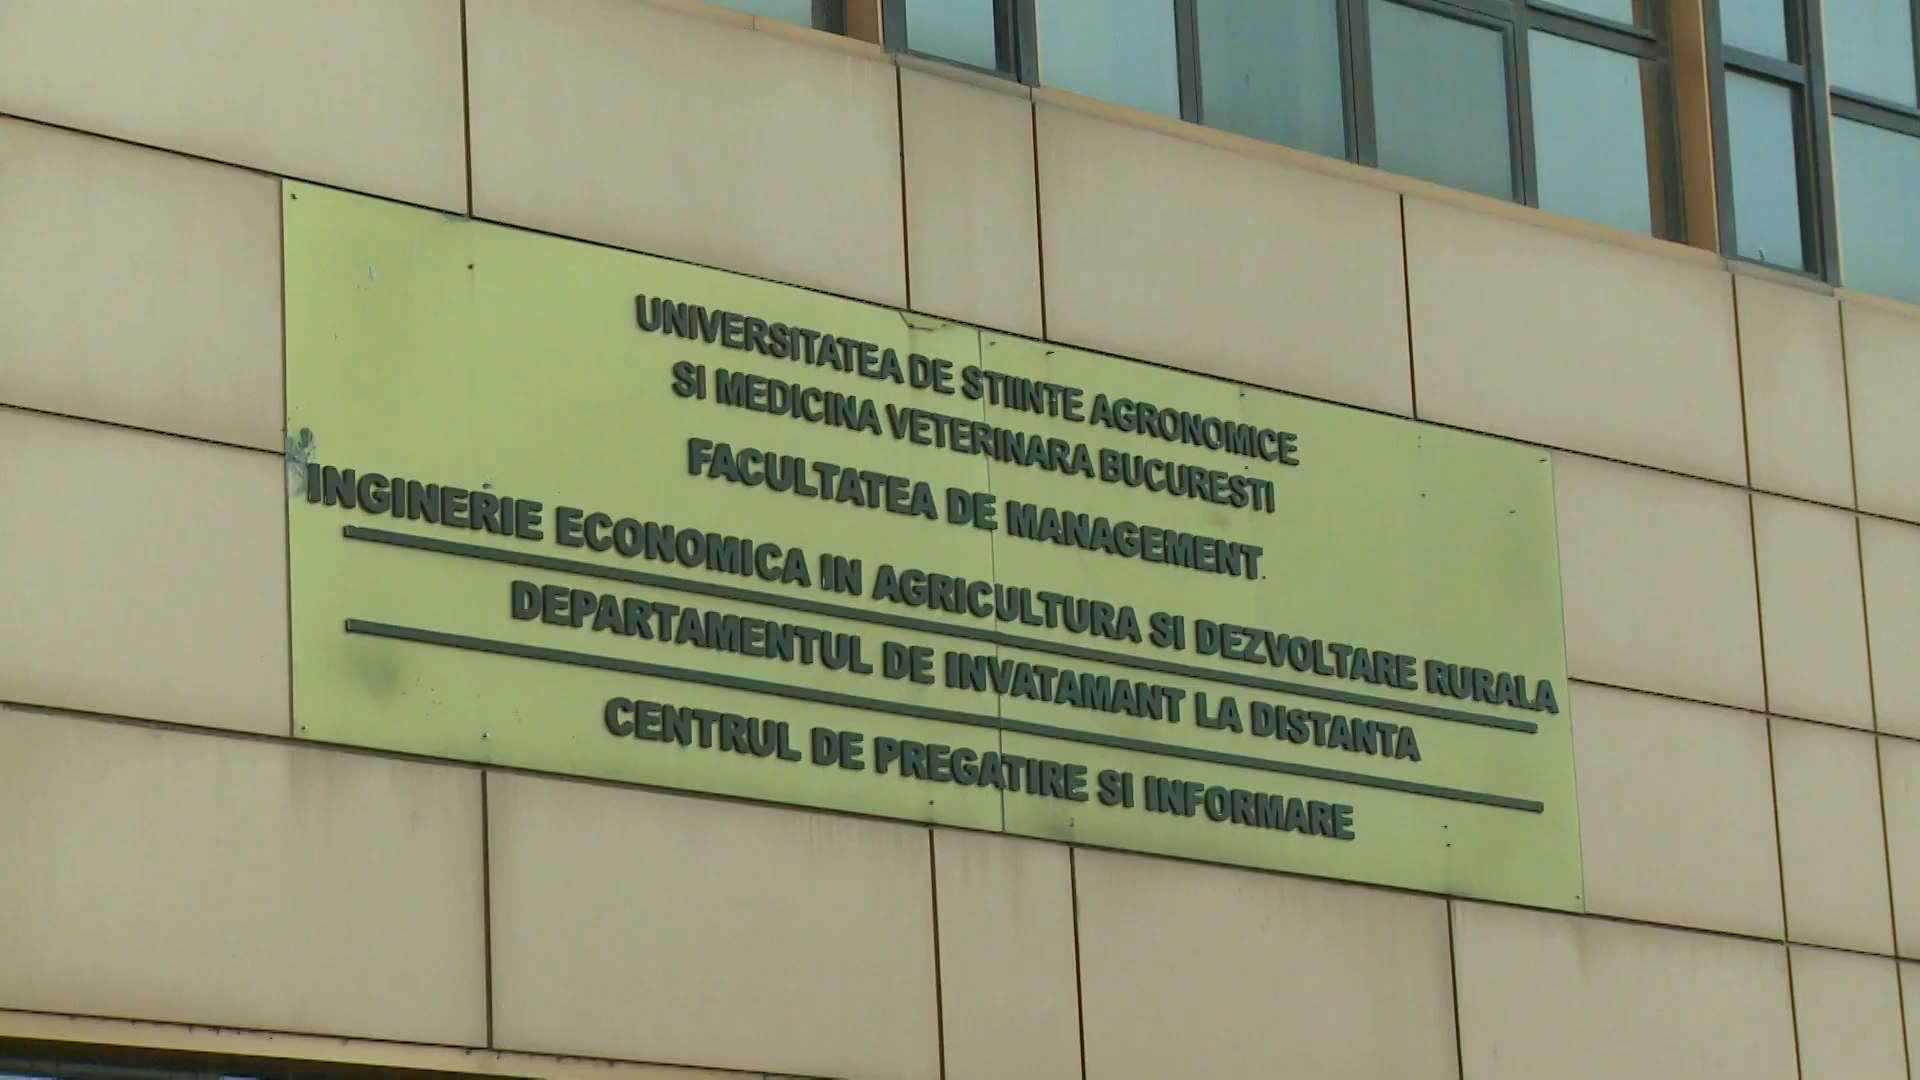 UNIVERSITATEA DE STIINTE AGRONOMICE
SI MEDICINA VETERINARA BUCURESTI
FACULTATEA DE MANAGEMENT
INGINERIE ECONOMICA IN AGRICULTURA SI DEZVOLTARE RURALA
DEPARTAMENTUL DE INVATAMANT LA DISTANTA
CENTRUL DE PREGATIRE SI INFORMARE